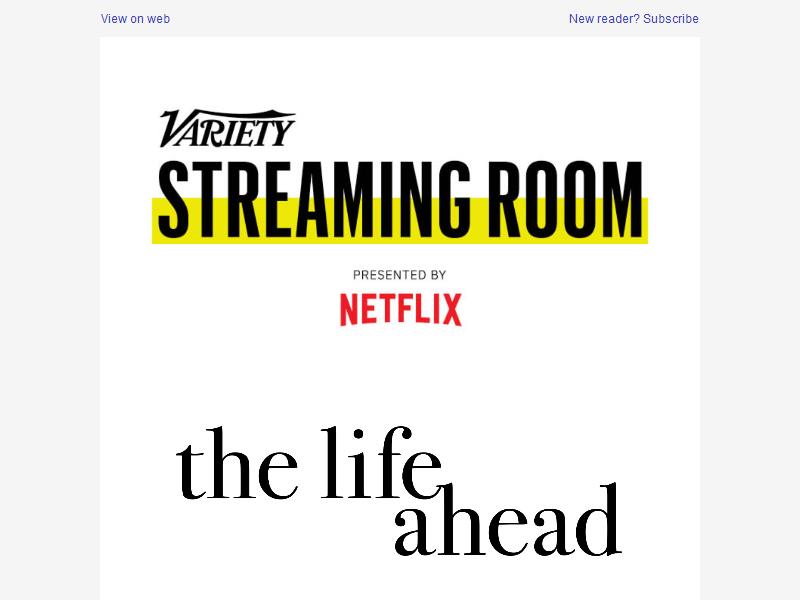 View on web
New reader? Subscribe
VARIETY
STREAMING ROOM
PRESENTED BY
NETFLIX
the life
ahead